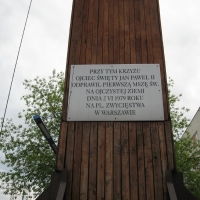 PRZY TYM KRZYŻU
OJCIEC ŚWIĘTY JAN PAWEŁ II
ODPRAWIŁ PIERWSZĄ MSZĘ ŚW.
NA OJCZYSTEJ ZIEMI
DNIA 2 VI 1979 ROKU
NA PL. ZWYCIĘSTWA
W WARSZAWIE